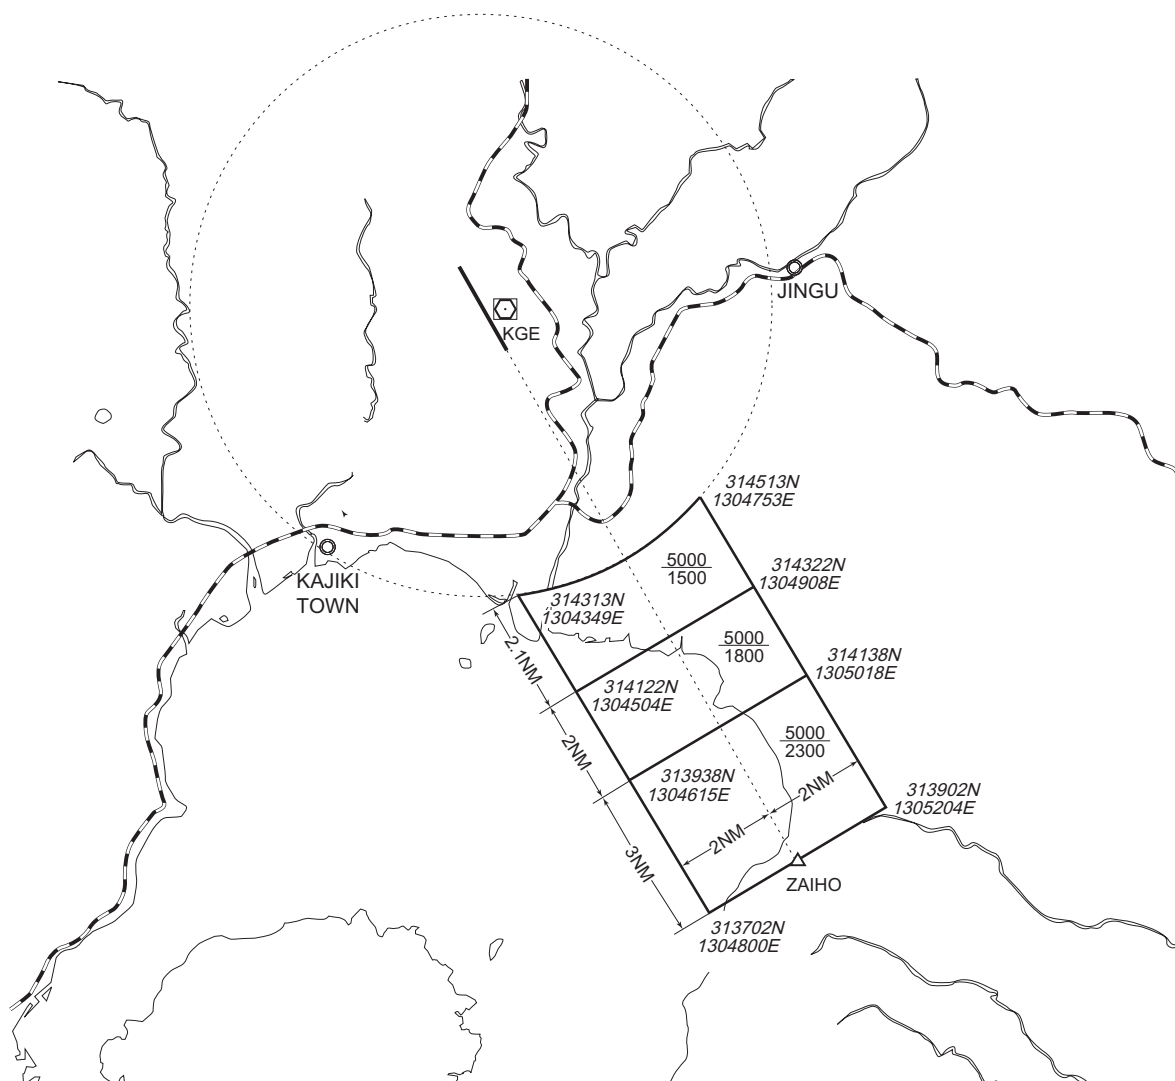 JINGU
KGE
314513N
1304753E
5000
1500
314322N
1304908E
KAJIKI
TOWN
314313N
1304349E
5000
1800
2.1NM
314138N
1305018E
314122N
1304504E
5000
2300
2NM
313938N
1304615E
2NM
313902N
1305204E
2NM
3NM
ZAIHO
313702N
1304800E